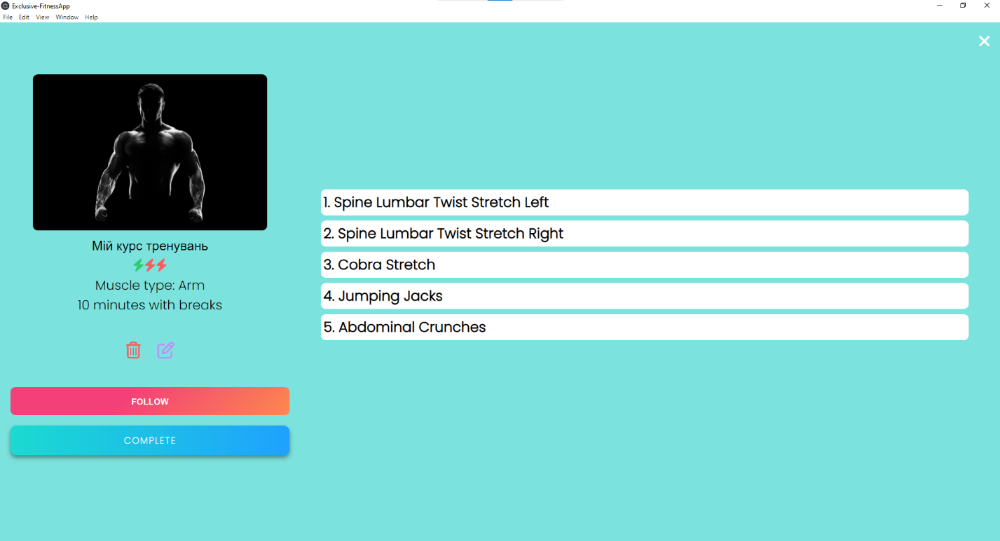 Exclusive-FitnessApp
File Edit View Window Help
Мій курс тренувань
Muscle type: Arm
10 minutes with breaks
FOLLOW
COMPLETE
1. Spine Lumbar Twist Stretch Left
2. Spine Lumbar Twist Stretch Right
3. Cobra Stretch
4. Jumping Jacks
5. Abdominal Crunches